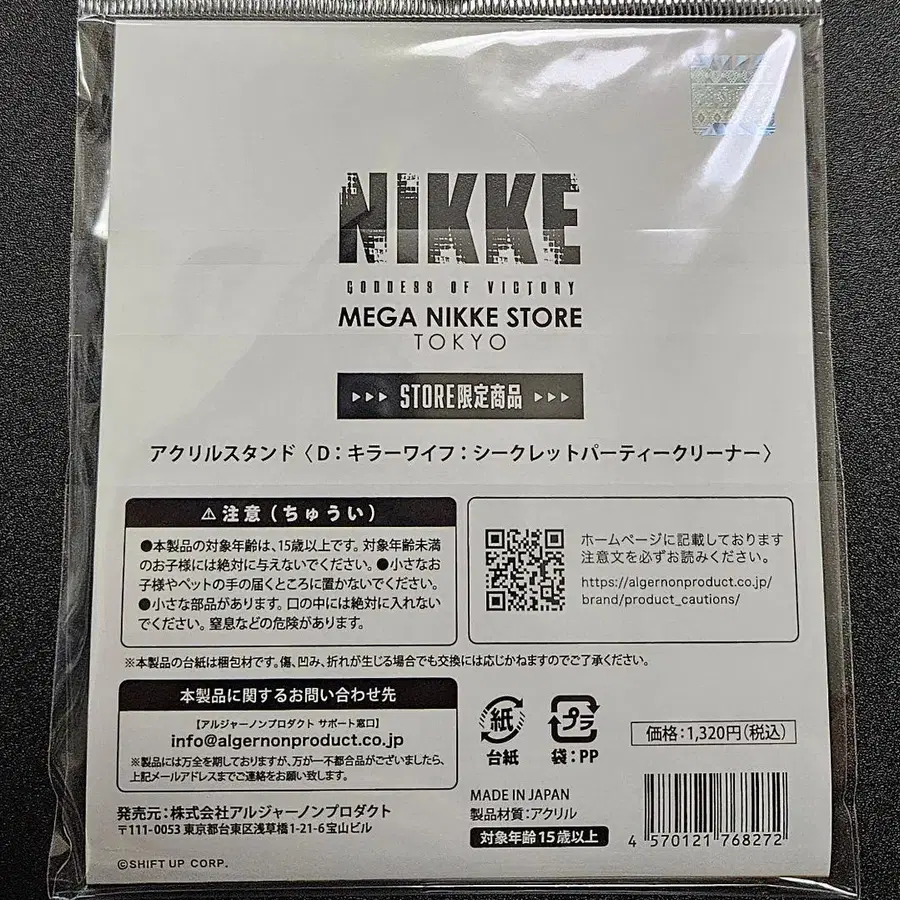 NIKKE
GODDESS OF VICTORY
MEGA NIKKE STORE
TOKYO
STORE限定商品
アクリルスタンド〈D：キラーワイフ：シークレットパーティークリーナー〉
⚠注意（ちゅうい）
●本製品の対象年齢は、15歳以上です。対象年齢未満
のお子様には絶対に与えないでください。●小さなお
子様やペットの手の届くところに置かないでください。
●小さな部品があります。口の中には絶対に入れない
でください。窒息などの危険があります。
ホームページに記載しております
注意文を必ずお読みください。
https://algernonproduct.co.jp/
brand/product_cautions/
※本製品の台紙は梱包材です。傷、凹み、折れが生じる場合でも交換には応じかねますのでご了承ください。
本製品に関するお問い合わせ先
【アルジャーノンプロダクト サポート窓口】
info@algernonproduct.co.jp
※製品には万全を期しておりますが、万が一不都合品がございましたら、
上記メールアドレスまでご連絡をお願い致します。
発売元：株式会社アルジャーノンプロダクト
〒111-0053 東京都台東区浅草橋1-21-6 宝山ビル
©SHIFT UP CORP.
紙
台紙
プラ
袋：PP
MADE IN JAPAN
製品材質：アクリル
対象年齢15歳以上
価格：1,320円（税込）
4 570121 768272